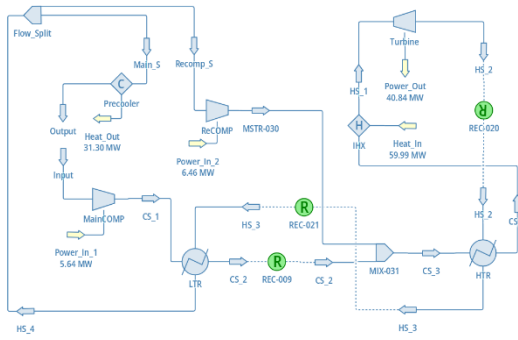 Flow_Split
Main_S
Recomp_S
C
Precooler
Output
Heat_Out
31.30 MW
Input
MainCOMP
Power_In_1
5.64 MW
CS_1
ReCOMP
Power_In_2
6.46 MW
MSTR-030
Turbine
HS_1
Power_Out
40.84 MW
HS_2
R
REC-020
H
IHX
Heat_In
59.99 MW
HS_2
HS_3
R
REC-021
LTR
CS_2
R
REC-009
CS_2
MIX-031
CS_3
HTR
CS
HS_3
HS_4